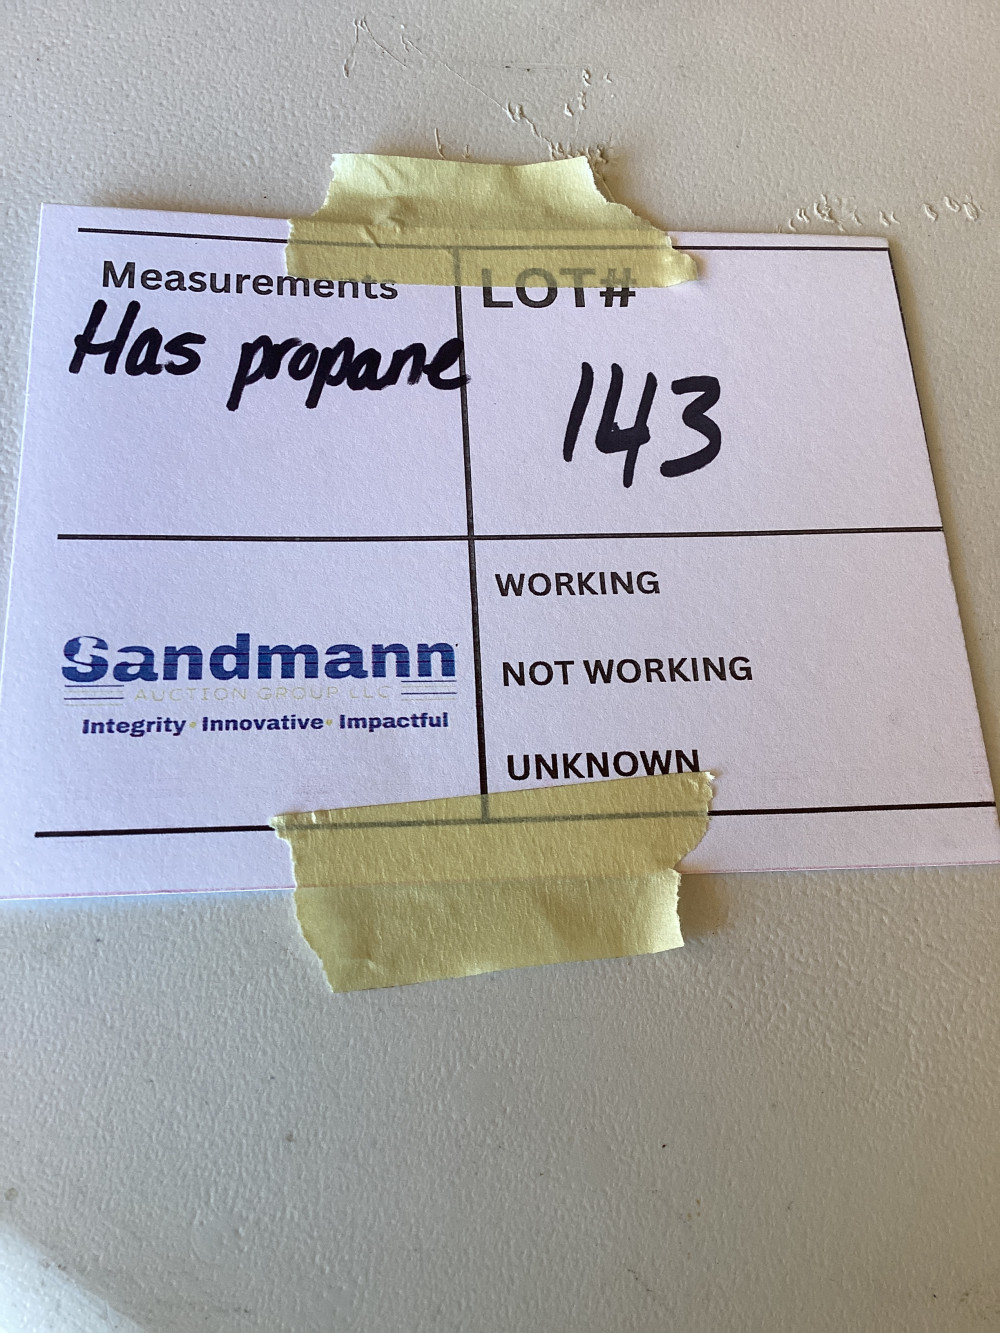 Measurements
Has propane
LOT#
143
Sandmann
AUCTION GROUP LLC
Integrity • Innovative • Impactful
WORKING
NOT WORKING
UNKNOWN